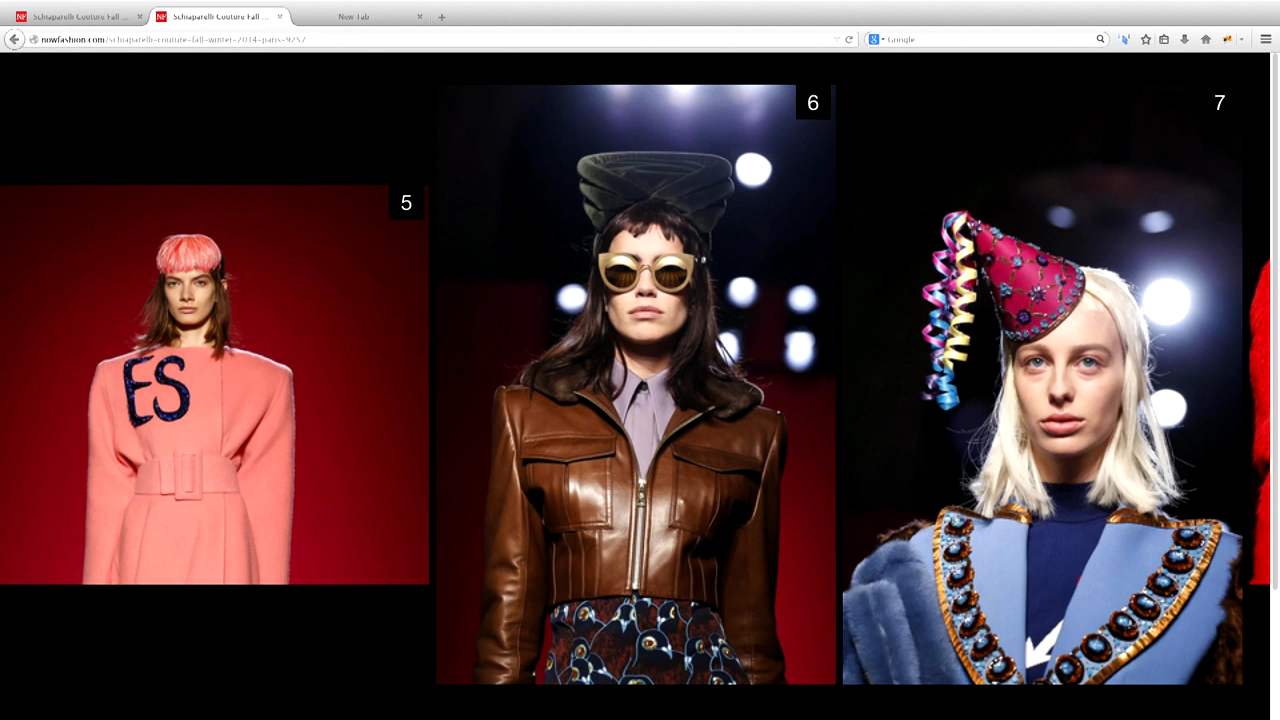 Schiaparelli Couture Fall ...
Schiaparelli Couture Fall ...
New Tab
nowfashion.com/schiaparelli-couture-fall-winter-2014-paris-9257
Google
5
6
7
ES